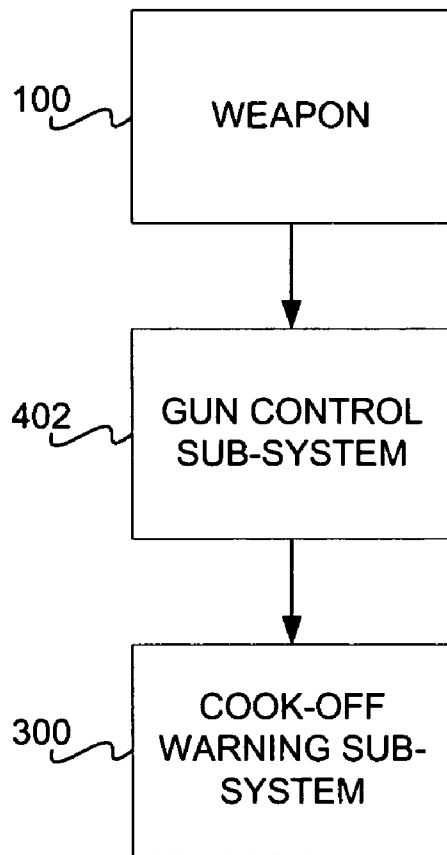 100
WEAPON
402
GUN CONTROL
SUB-SYSTEM
300
COOK-OFF
WARNING SUB-
SYSTEM